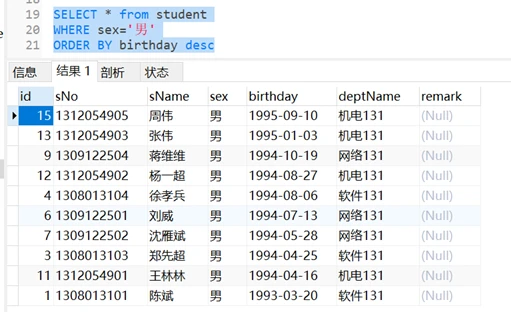 18
19 SELECT * from student
20 WHERE sex='男'
21 ORDER BY birthday desc
信息 结果 1 剖析 状态
id sNo sName sex birthday deptName remark
15 1312054905 周伟 男 1995-09-10 机电131 (Null)
13 1312054903 张伟 男 1995-01-03 机电131 (Null)
9 1309122504 蒋维维 男 1994-10-19 网络131 (Null)
12 1312054902 杨一超 男 1994-08-27 机电131 (Null)
4 1308013104 徐孝兵 男 1994-08-06 软件131 (Null)
6 1309122501 刘威 男 1994-07-13 网络131 (Null)
7 1309122502 沈雁斌 男 1994-05-28 网络131 (Null)
3 1308013103 郑先超 男 1994-04-25 软件131 (Null)
11 1312054901 王林林 男 1994-04-16 机电131 (Null)
1 1308013101 陈斌 男 1993-03-20 软件131 (Null)